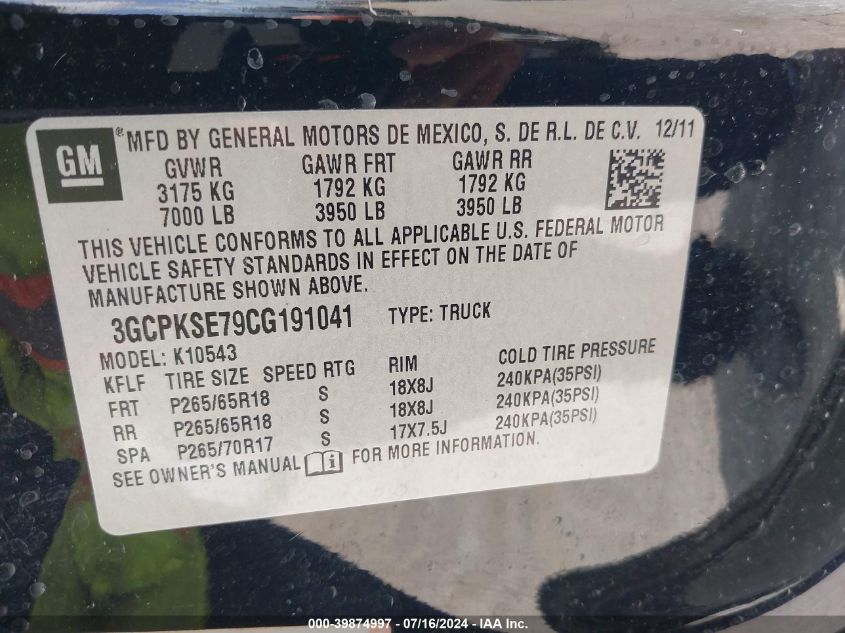 GM
® MFD BY GENERAL MOTORS DE MEXICO, S. DE R.L. DE C.V. 12/11
GVWR GAWR FRT GAWR RR
3175 KG 1792 KG 1792 KG
7000 LB 3950 LB 3950 LB
THIS VEHICLE CONFORMS TO ALL APPLICABLE U.S. FEDERAL MOTOR
VEHICLE SAFETY STANDARDS IN EFFECT ON THE DATE OF
MANUFACTURE SHOWN ABOVE.
3GCPKSE79CG191041 TYPE: TRUCK
MODEL: K10543
KFLF TIRE SIZE SPEED RTG RIM COLD TIRE PRESSURE
FRT P265/65R18 S 18X8J 240KPA(35PSI)
RR P265/65R18 S 18X8J 240KPA(35PSI)
SPA P265/70R17 S 17X7.5J 240KPA(35PSI)
SEE OWNER'S MANUAL i FOR MORE INFORMATION.
000-39874997 - 07/16/2024 - IAA Inc.